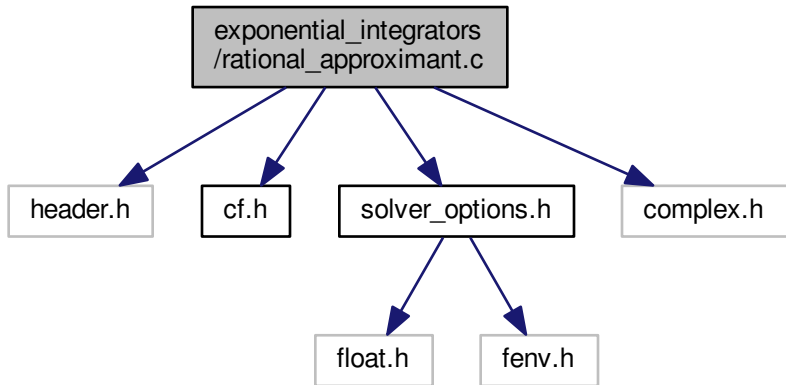 exponential_integrators
/rational_approximant.c
header.h
cf.h
solver_options.h
complex.h
float.h
fenv.h